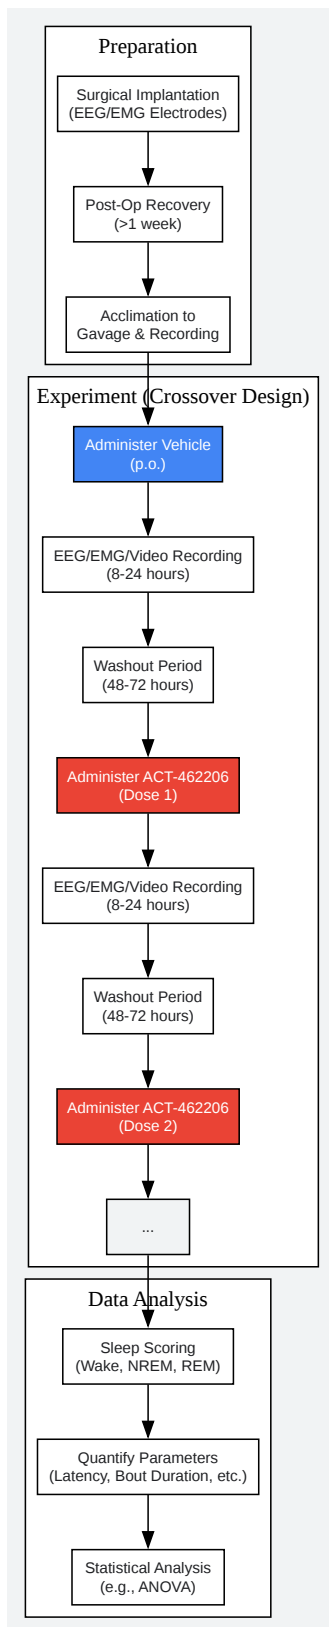 Preparation
Surgical Implantation
(EEG/EMG Electrodes)
Post-Op Recovery
(>1 week)
Acclimation to
Gavage & Recording
Experiment (Crossover Design)
Administer Vehicle
(p.o.)
EEG/EMG/Video Recording
(8-24 hours)
Washout Period
(48-72 hours)
Administer ACT-462206
(Dose 1)
EEG/EMG/Video Recording
(8-24 hours)
Washout Period
(48-72 hours)
Administer ACT-462206
(Dose 2)
...
Data Analysis
Sleep Scoring
(Wake, NREM, REM)
Quantify Parameters
(Latency, Bout Duration, etc.)
Statistical Analysis
(e.g., ANOVA)